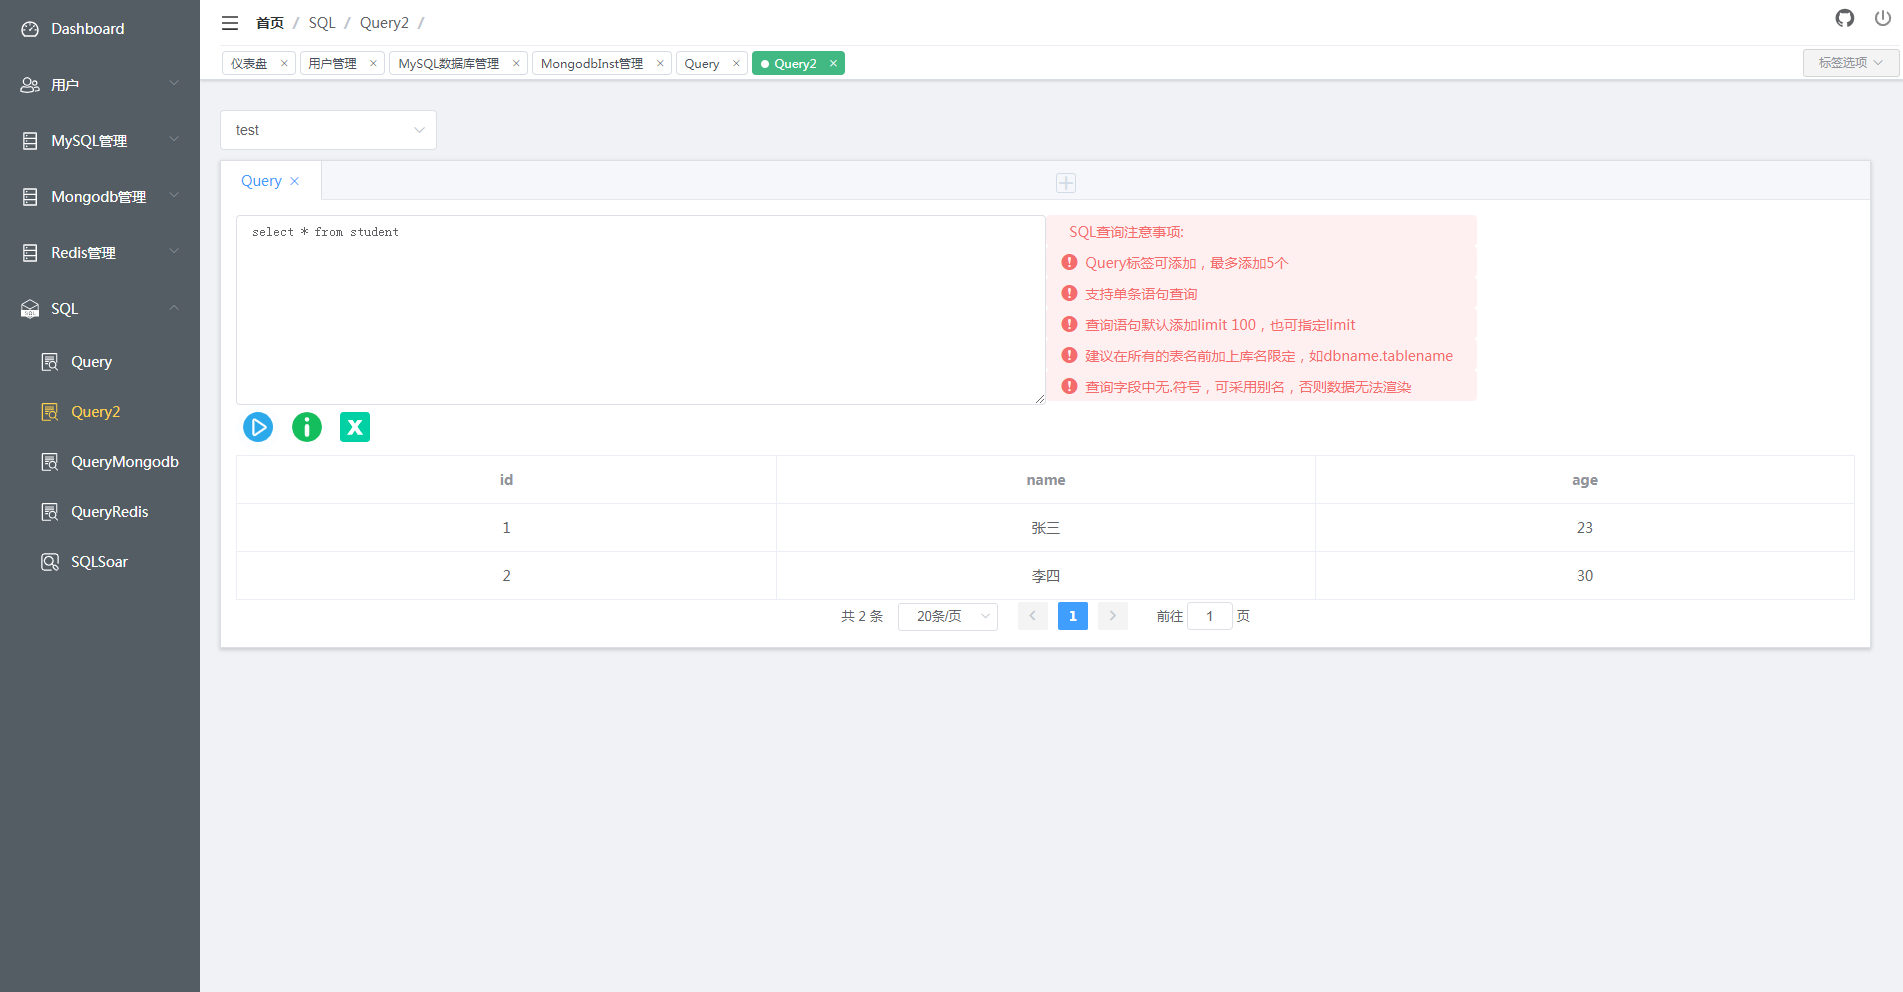 Dashboard
用户
MySQL管理
Mongodb管理
Redis管理
SQL
Query
Query2
QueryMongodb
QueryRedis
SQLSoar
首页 / SQL / Query2 /
仪表盘 × 用户管理 × MySQL数据库管理 × MongodbInst管理 × Query × Query2 × 标签选项
test
Query ×
select * from student
SQL查询注意事项:
Query标签可添加，最多添加5个
支持单条语句查询
查询语句默认添加limit 100，也可指定limit
建议在所有的表名前加上库名限定，如dbname.tablename
查询字段中无.符号，可采用别名，否则数据无法渲染
id name age
1 张三 23
2 李四 30
共 2 条 20条/页 < 1 > 前往 1 页